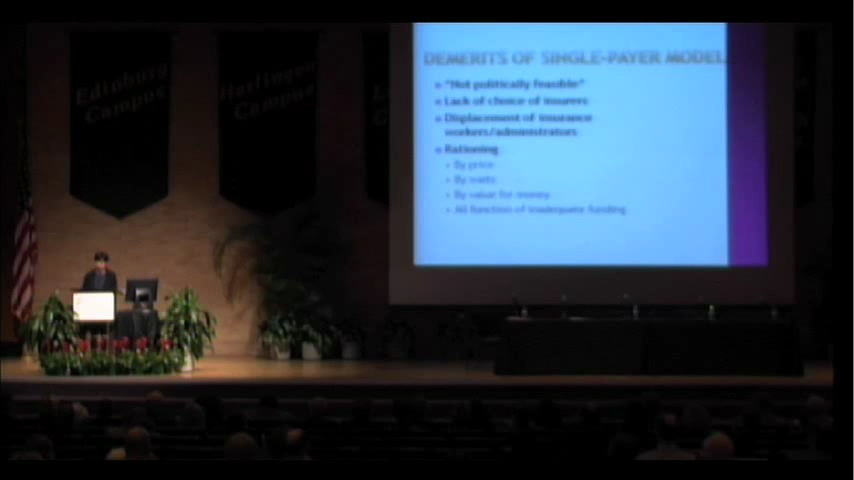 Edinburg
Campus
Harlingen
Campus
DEMERITS OF SINGLE-PAYER MODEL
"Not politically feasible"
Lack of choice of insurers
Displacement of insurance
workers/administrators
Rationing
By price
By waits
By value for money
All function of inadequate funding